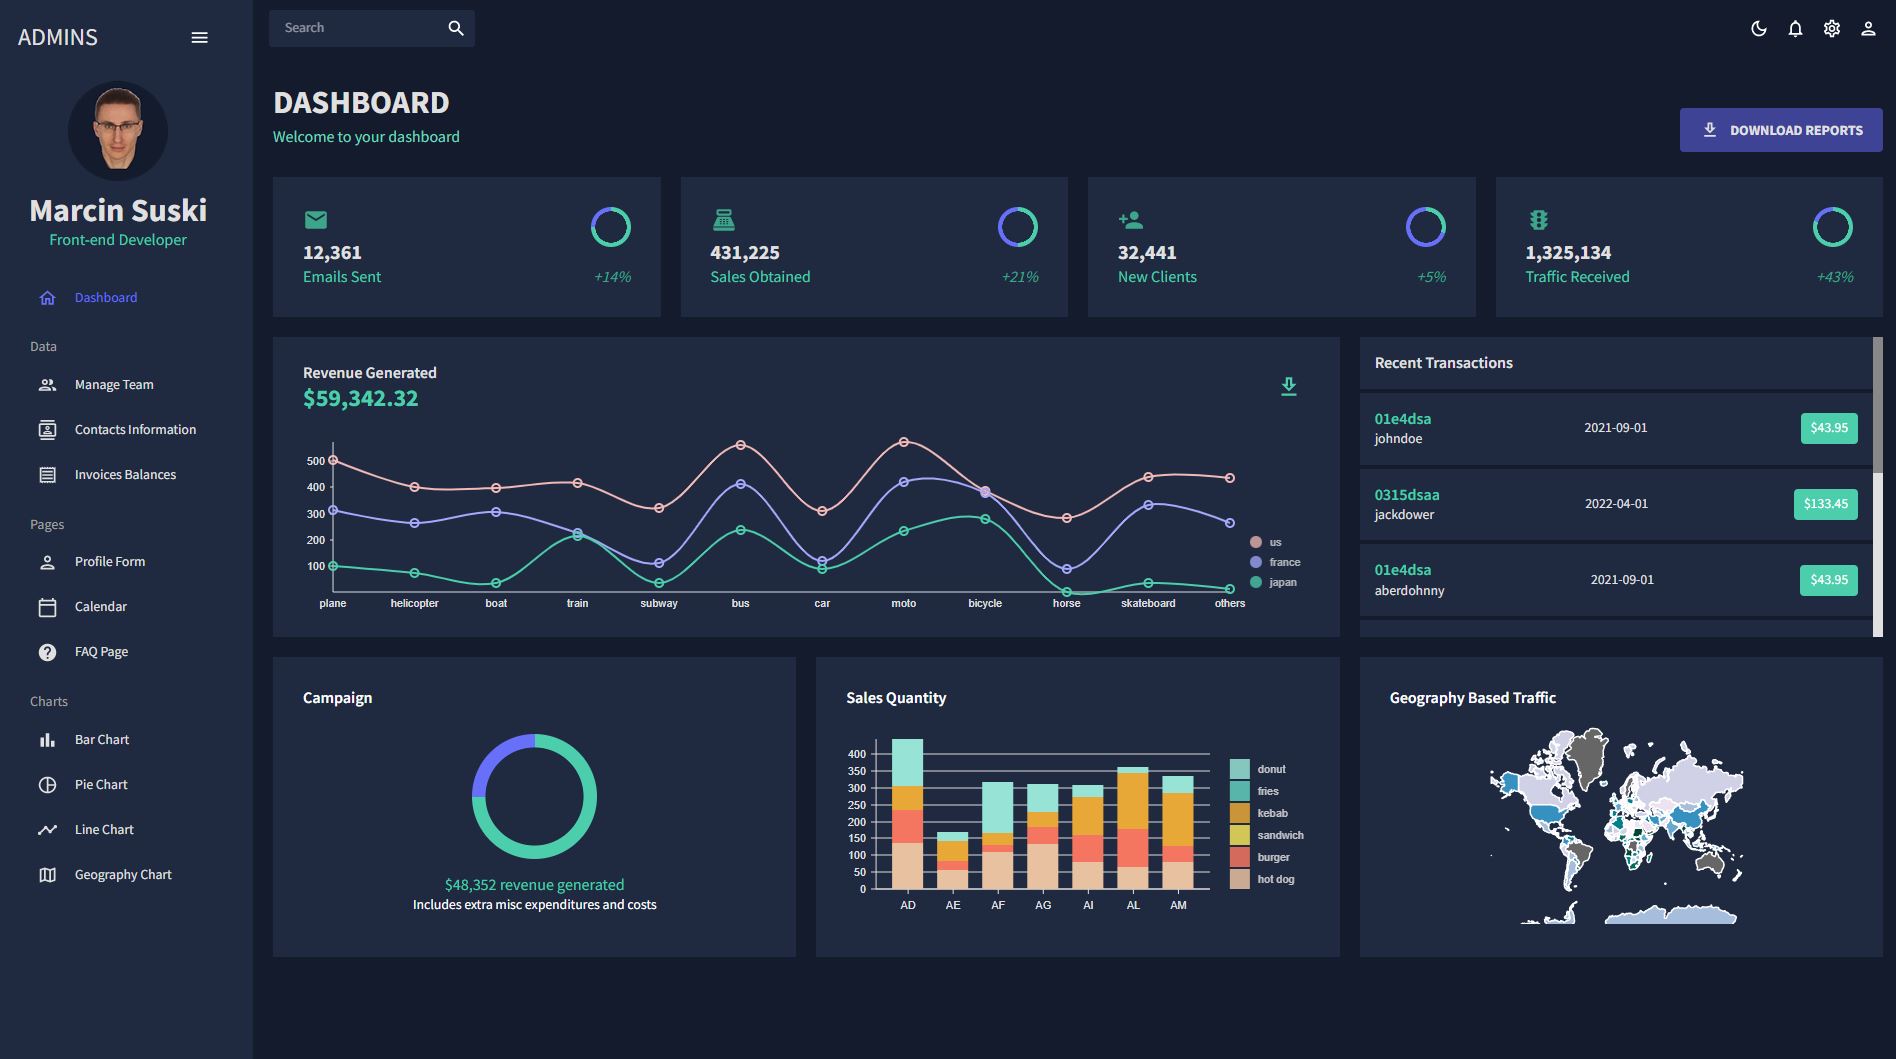 ADMINS
Marcin Suski
Front-end Developer
Dashboard
Data
Manage Team
Contacts Information
Invoices Balances
Pages
Profile Form
Calendar
FAQ Page
Charts
Bar Chart
Pie Chart
Line Chart
Geography Chart
Search
DASHBOARD
Welcome to your dashboard
DOWNLOAD REPORTS
12,361
Emails Sent +14%
431,225
Sales Obtained +21%
32,441
New Clients +5%
1,325,134
Traffic Received +43%
Revenue Generated
$59,342.32
500
400
300
200
100
plane helicopter boat train subway bus car moto bicycle horse skateboard others
us
france
japan
Recent Transactions
01e4dsa
johndoe
2021-09-01
$43.95
0315dsaa
jackdower
2022-04-01
$133.45
01e4dsa
aberdohnny
2021-09-01
$43.95
Campaign
$48,352 revenue generated
Includes extra misc expenditures and costs
Sales Quantity
400
350
300
250
200
150
100
50
0
AD AE AF AG AI AL AM
donut
fries
kebab
sandwich
burger
hot dog
Geography Based Traffic